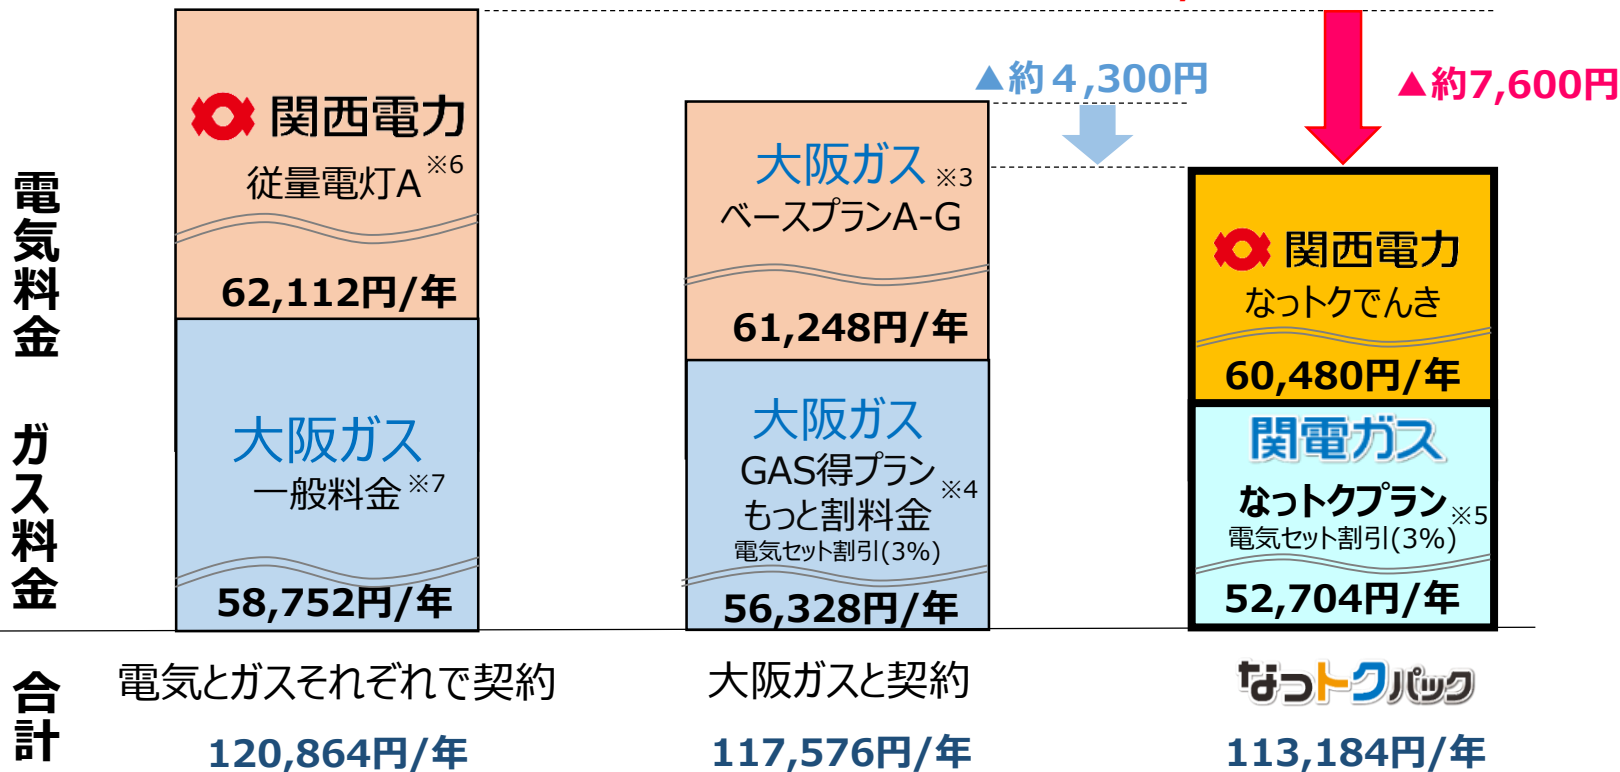 ▲約4,300円
▲約7,600円
電気料金
ガス料金
合計
関西電力
従量電灯A※6
62,112円/年
大阪ガス
一般料金※7
58,752円/年
電気とガスそれぞれで契約
120,864円/年
大阪ガス※3
ベースプランA-G
61,248円/年
大阪ガス
GAS得プラン
もっと割料金※4
電気セット割引(3%)
56,328円/年
大阪ガスと契約
117,576円/年
関西電力
なっトクでんき
60,480円/年
関電ガス
なっトクプラン※5
電気セット割引(3%)
52,704円/年
なっトクパック
113,184円/年